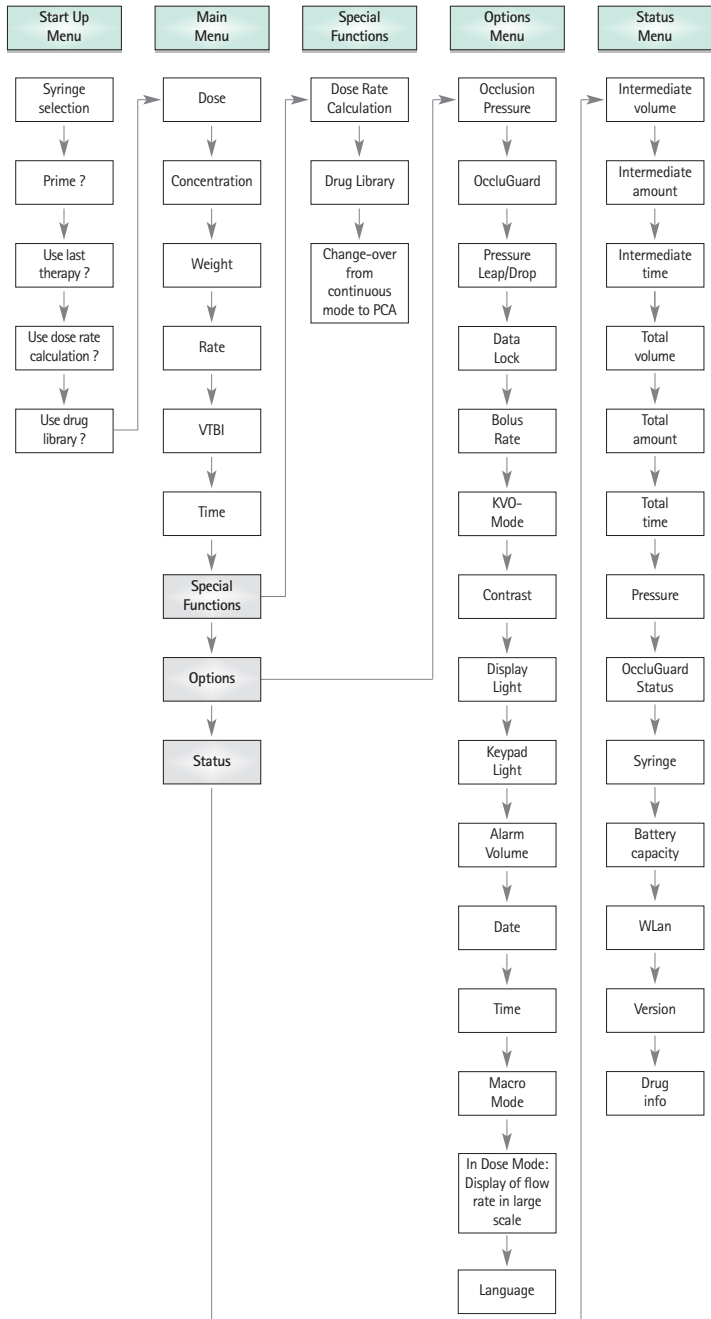 Start Up
Menu
Main
Menu
Special
Functions
Options
Menu
Status
Menu
Syringe
selection
Prime ?
Use last
therapy ?
Use dose rate
calculation ?
Use drug
library ?
Dose
Concentration
Weight
Rate
VTBI
Time
Special
Functions
Options
Status
Dose Rate
Calculation
Drug Library
Change-over
from
continuous
mode to PCA
Occlusion
Pressure
OccluGuard
Pressure
Leap/Drop
Data
Lock
Bolus
Rate
KVO-
Mode
Contrast
Display
Light
Keypad
Light
Alarm
Volume
Date
Time
Macro
Mode
In Dose Mode:
Display of flow
rate in large
scale
Language
Intermediate
volume
Intermediate
amount
Intermediate
time
Total
volume
Total
amount
Total
time
Pressure
OccluGuard
Status
Syringe
Battery
capacity
WLan
Version
Drug
info